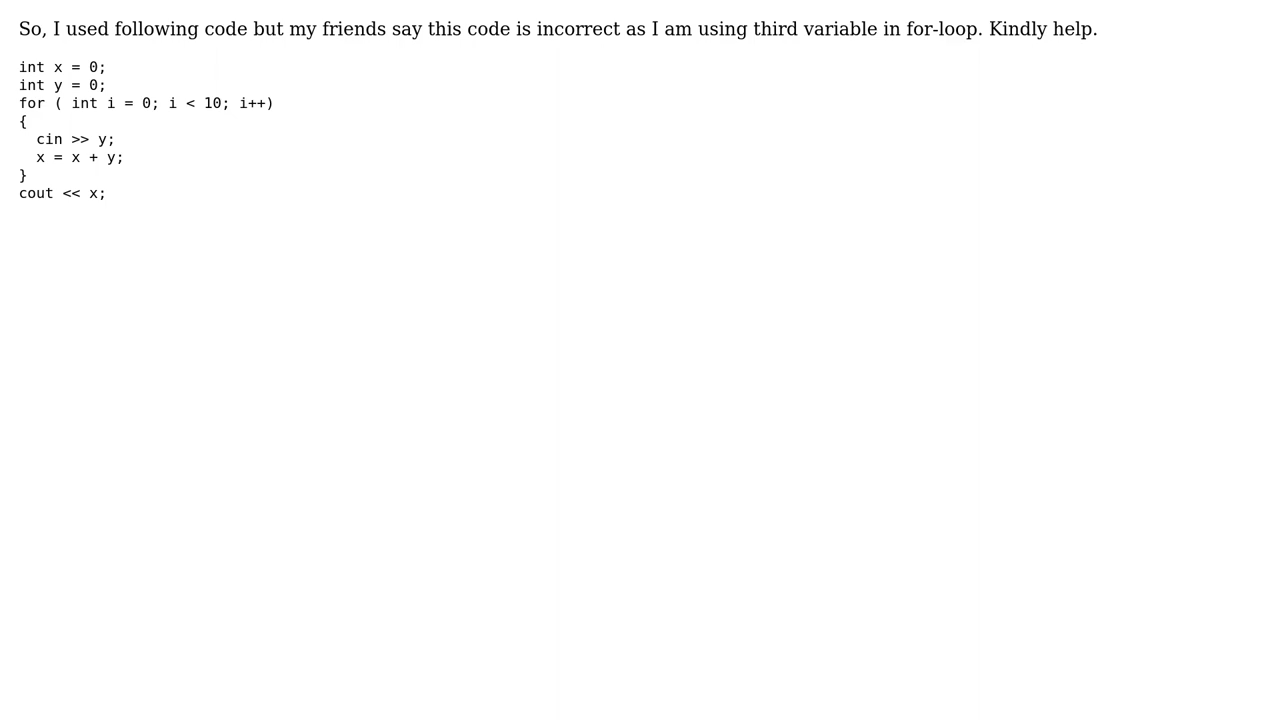 So, I used following code but my friends say this code is incorrect as I am using third variable in for-loop. Kindly help.
int x = 0;
int y = 0;
for ( int i = 0; i < 10; i++)
{
  cin >> y;
  x = x + y;
}
cout << x;